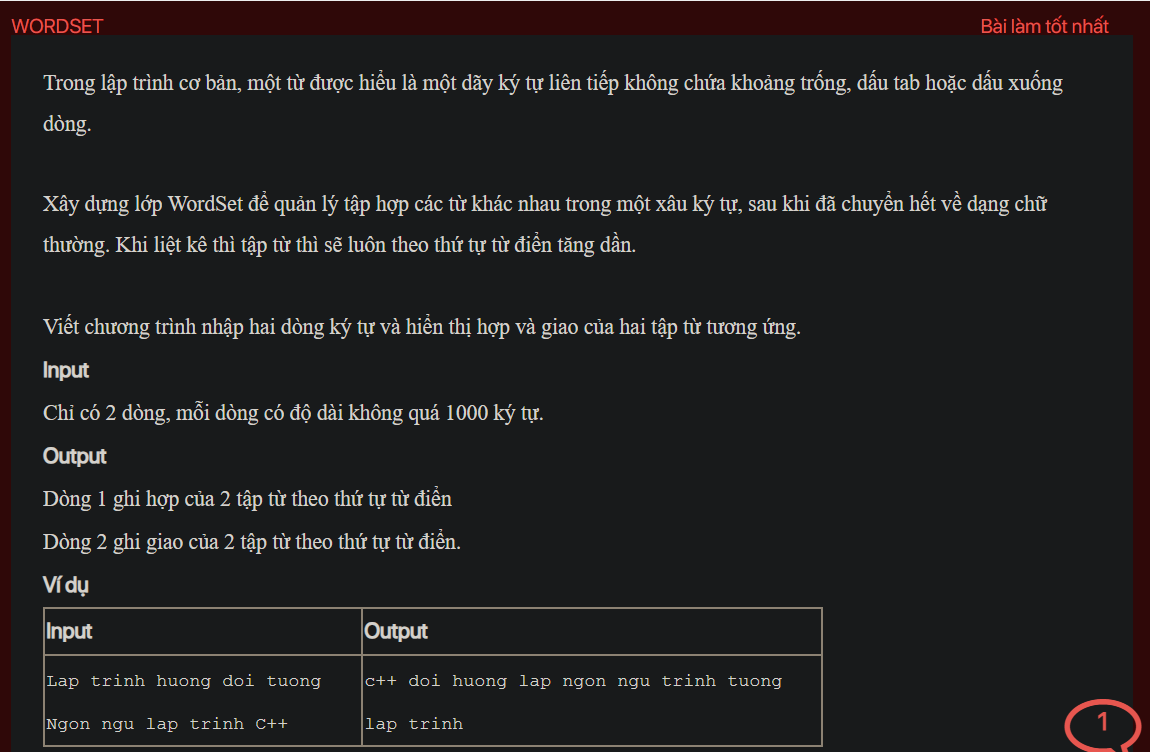 WORDSET
Bài làm tốt nhất
Trong lập trình cơ bản, một từ được hiểu là một dãy ký tự liên tiếp không chứa khoảng trống, dấu tab hoặc dấu xuống
dòng.
Xây dựng lớp WordSet để quản lý tập hợp các từ khác nhau trong một xâu ký tự, sau khi đã chuyển hết về dạng chữ
thường. Khi liệt kê thì tập từ thì sẽ luôn theo thứ tự từ điển tăng dần.
Viết chương trình nhập hai dòng ký tự và hiển thị hợp và giao của hai tập từ tương ứng.
Input
Chỉ có 2 dòng, mỗi dòng có độ dài không quá 1000 ký tự.
Output
Dòng 1 ghi hợp của 2 tập từ theo thứ tự từ điển
Dòng 2 ghi giao của 2 tập từ theo thứ tự từ điển.
Ví dụ
Input Output
Lap trinh huong doi tuong c++ doi huong lap ngon ngu trinh tuong
Ngon ngu lap trinh C++ lap trinh
1